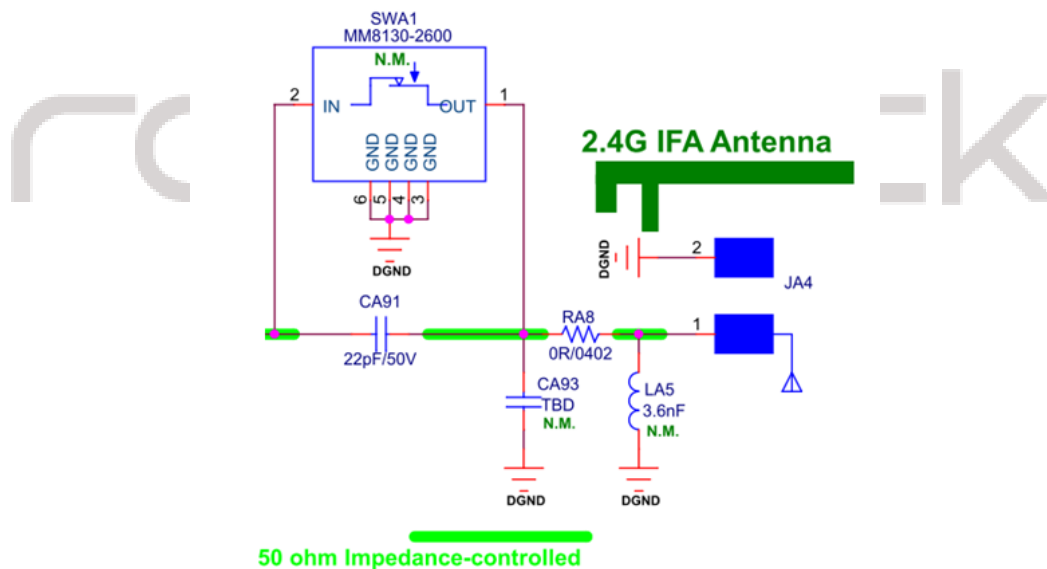 SWA1
MM8130-2600
N.M.
2
IN
OUT
1
GND
GND
GND
GND
6
5
4
3
DGND
2.4G IFA Antenna
DGND
2
JA4
CA91
22pF/50V
RA8
0R/0402
1
CA93
TBD
N.M.
LA5
3.6nF
N.M.
DGND
DGND
50 ohm Impedance-controlled